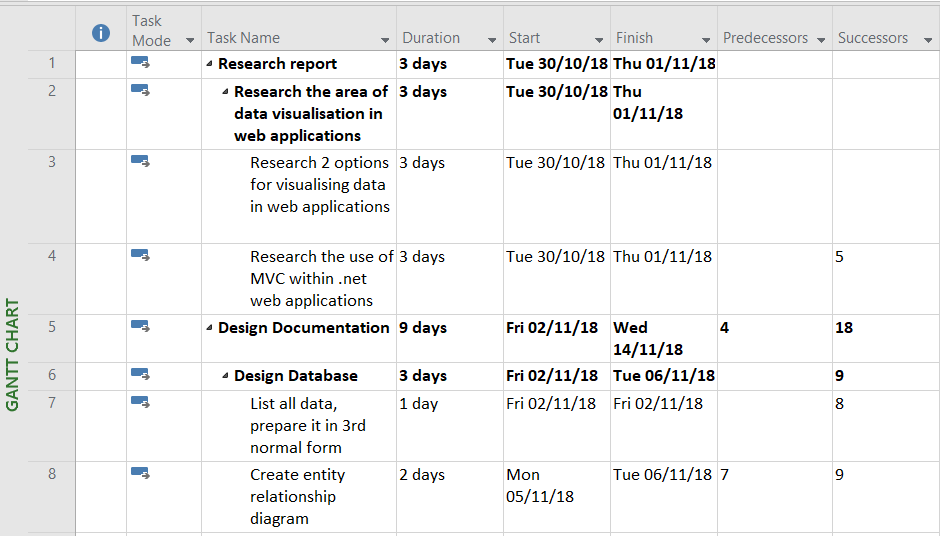 Task
Mode Task Name Duration Start Finish Predecessors Successors
1 Research report 3 days Tue 30/10/18 Thu 01/11/18
2 Research the area of 3 days Tue 30/10/18 Thu
data visualisation in 01/11/18
web applications
3 Research 2 options 3 days Tue 30/10/18 Thu 01/11/18
for visualising data
in web applications
4 Research the use of 3 days Tue 30/10/18 Thu 01/11/18 5
MVC within .net
web applications
5 Design Documentation 9 days Fri 02/11/18 Wed 4 18
14/11/18
6 Design Database 3 days Fri 02/11/18 Tue 06/11/18 9
7 List all data, 1 day Fri 02/11/18 Fri 02/11/18 8
prepare it in 3rd
normal form
8 Create entity 2 days Mon Tue 06/11/18 7 9
relationship 05/11/18
diagram
GANTT CHART